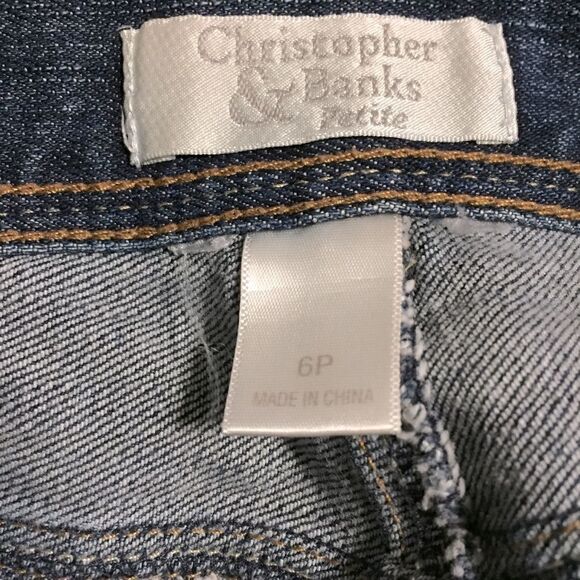 Christopher
& Banks
Petite
6P
MADE IN CHINA